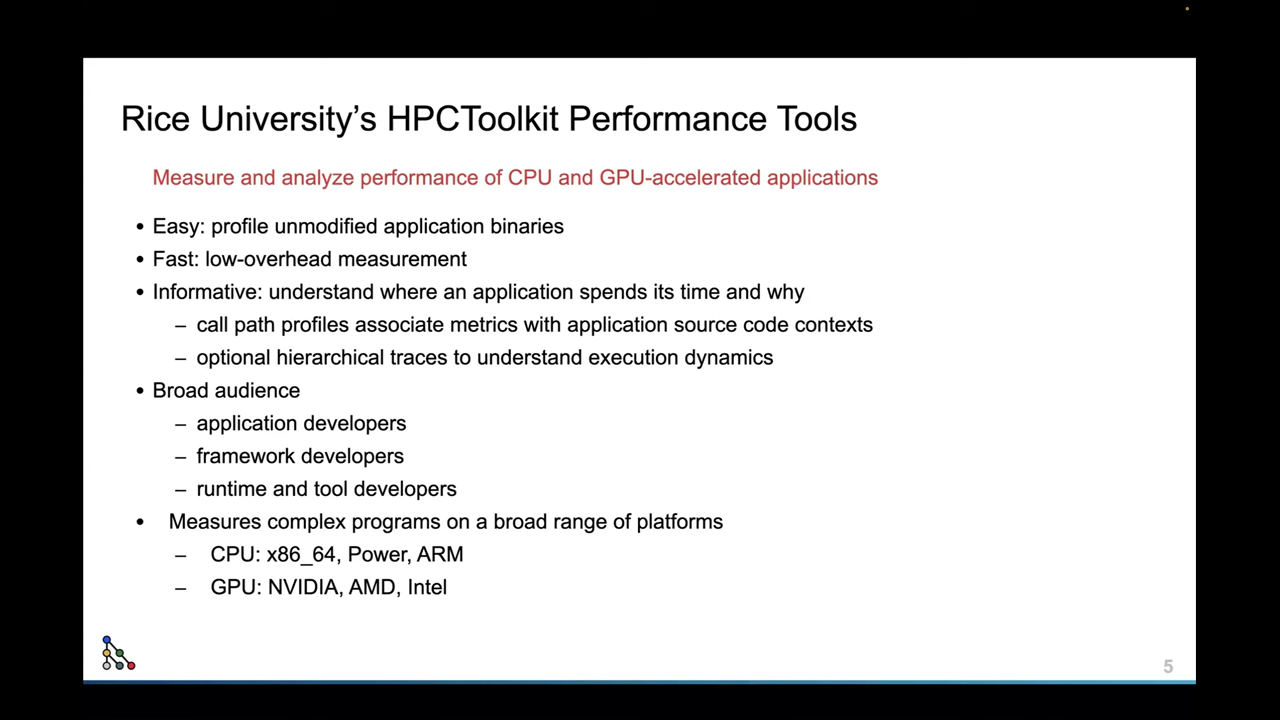 Rice University’s HPCToolkit Performance Tools
Measure and analyze performance of CPU and GPU-accelerated applications
• Easy: profile unmodified application binaries
• Fast: low-overhead measurement
• Informative: understand where an application spends its time and why
– call path profiles associate metrics with application source code contexts
– optional hierarchical traces to understand execution dynamics
• Broad audience
– application developers
– framework developers
– runtime and tool developers
• Measures complex programs on a broad range of platforms
– CPU: x86_64, Power, ARM
– GPU: NVIDIA, AMD, Intel
5